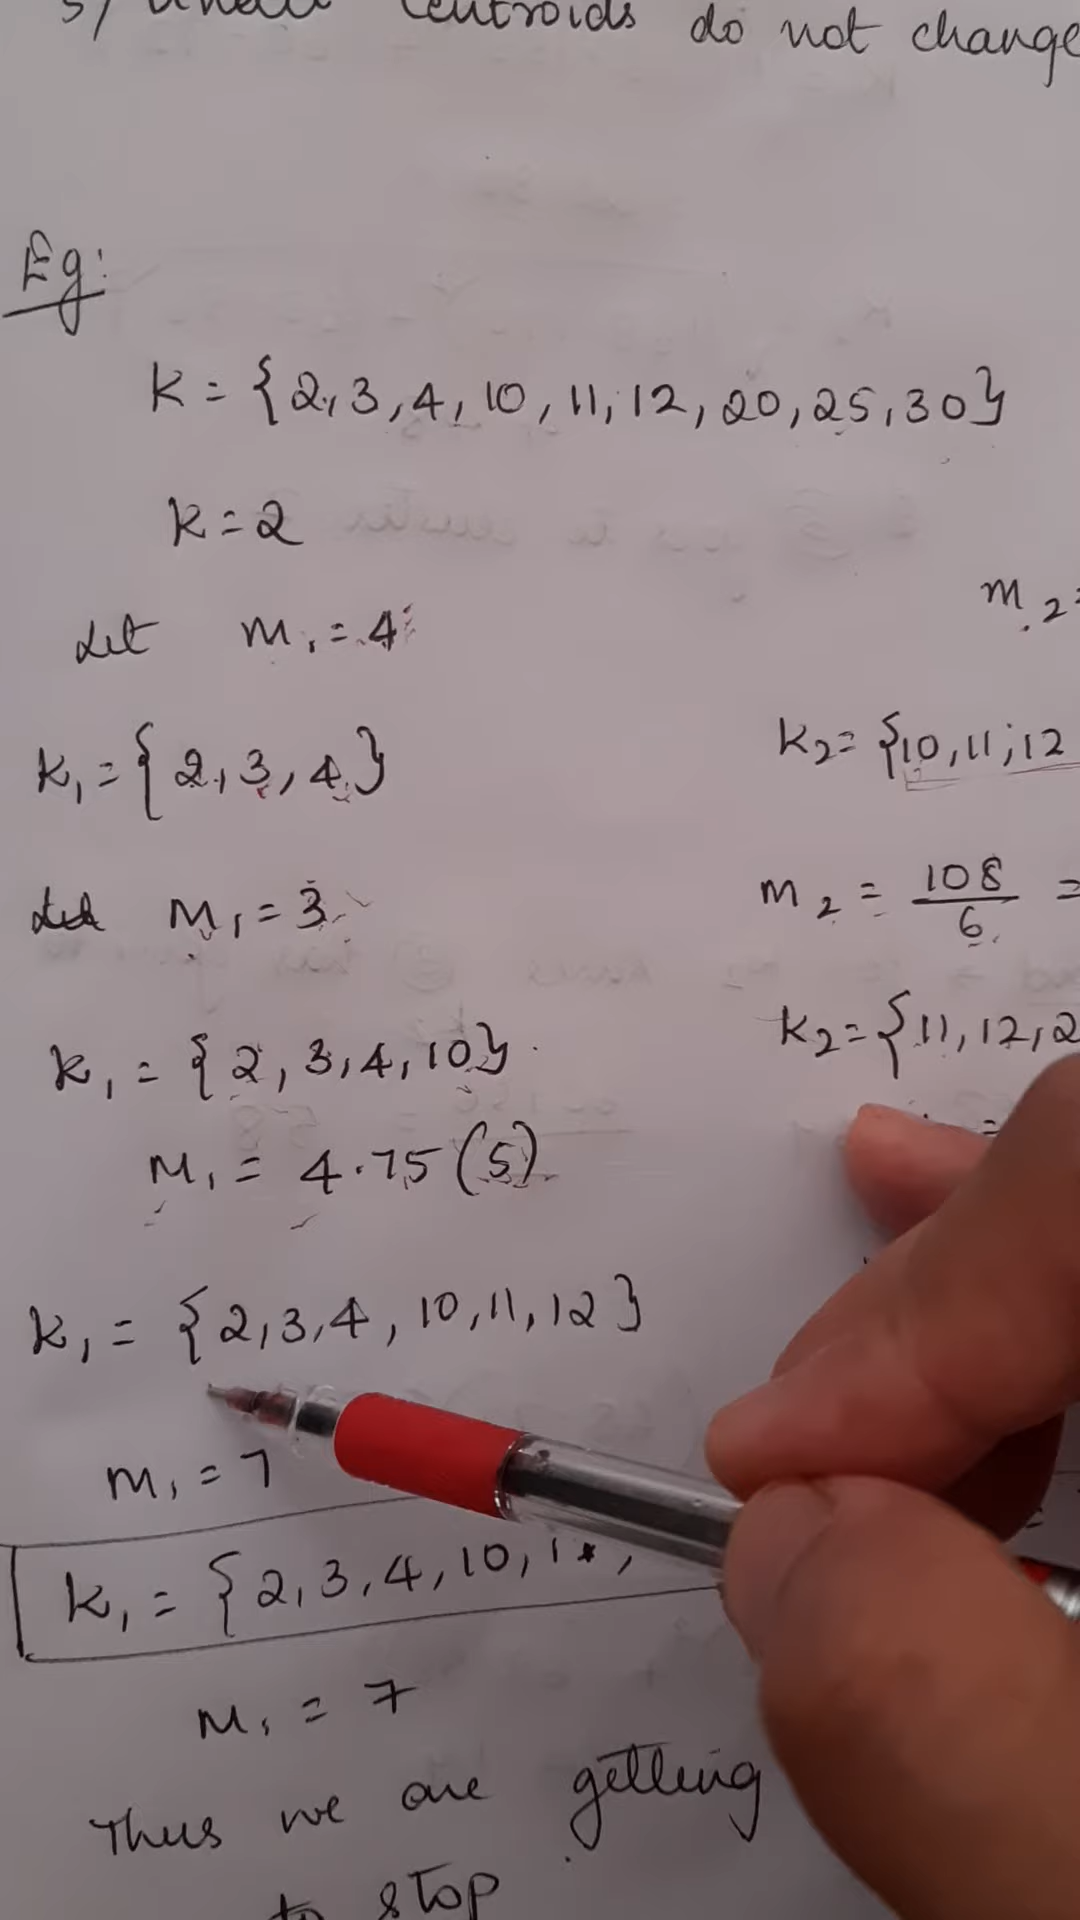 centroids do not change
Eg:
K = {2, 3, 4, 10, 11, 12, 20, 25, 30}
k = 2
Let m₁ = 4
m₂ =
K₁ = {2, 3, 4}
K₂ = {10, 11, 12
Let M₁ = 3
m₂ = 108/6 =
K₁ = {2, 3, 4, 10}
K₂ = {11, 12, 2
M₁ = 4.75 (5)
=
K₁ = {2, 3, 4, 10, 11, 12}
m₁ = 7
K₁ = {2, 3, 4, 10, 1
M₁ = 7
Thus we are getting
to stop